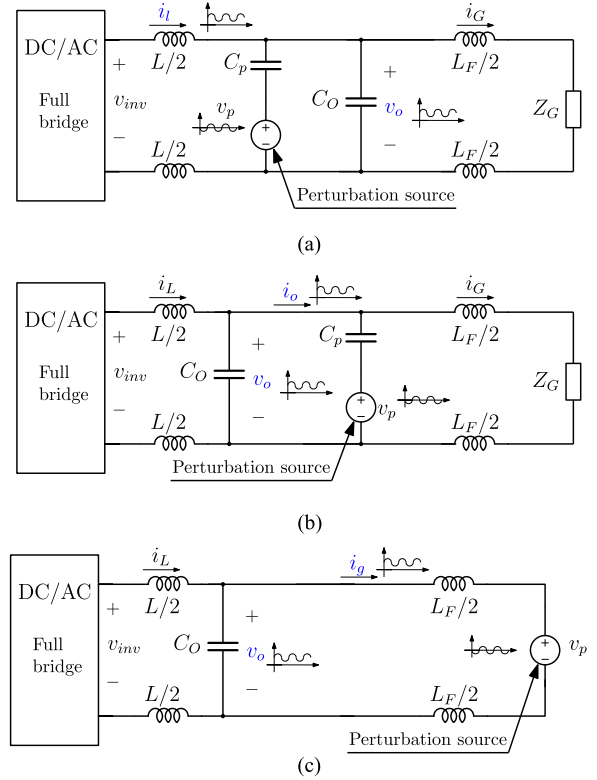 i_l
i_G
DC/AC
L/2
C_p
L_F/2
+
Full
bridge
v_inv
v_p
C_O
+
v_o
Z_G
−
+
−
−
L/2
L_F/2
Perturbation source
(a)
i_L
i_o
i_G
DC/AC
L/2
C_p
L_F/2
+
+
Full
bridge
v_inv
C_O
v_o
Z_G
−
−
+
−
v_p
L/2
L_F/2
Perturbation source
(b)
i_L
i_g
DC/AC
L/2
L_F/2
+
+
Full
bridge
v_inv
C_O
v_o
+
−
v_p
−
−
L/2
L_F/2
Perturbation source
(c)